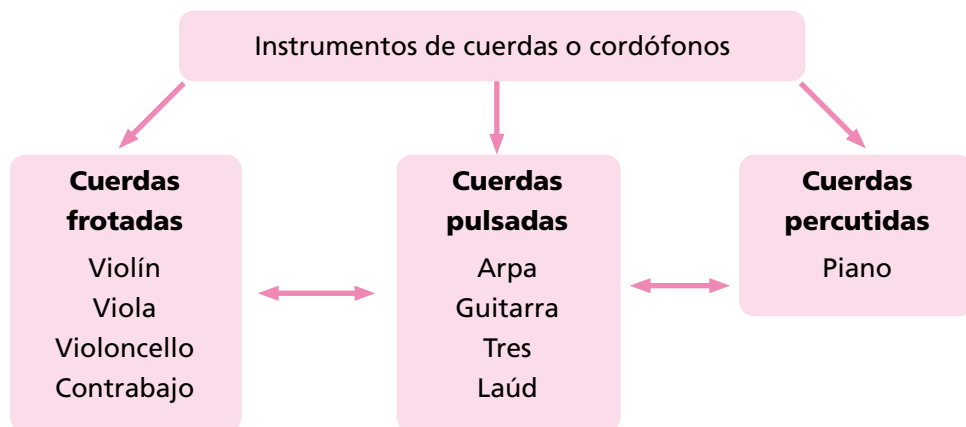 Instrumentos de cuerdas o cordófonos
Cuerdas
frotadas
Violín
Viola
Violoncello
Contrabajo
Cuerdas
pulsadas
Arpa
Guitarra
Tres
Laúd
Cuerdas
percutidas
Piano